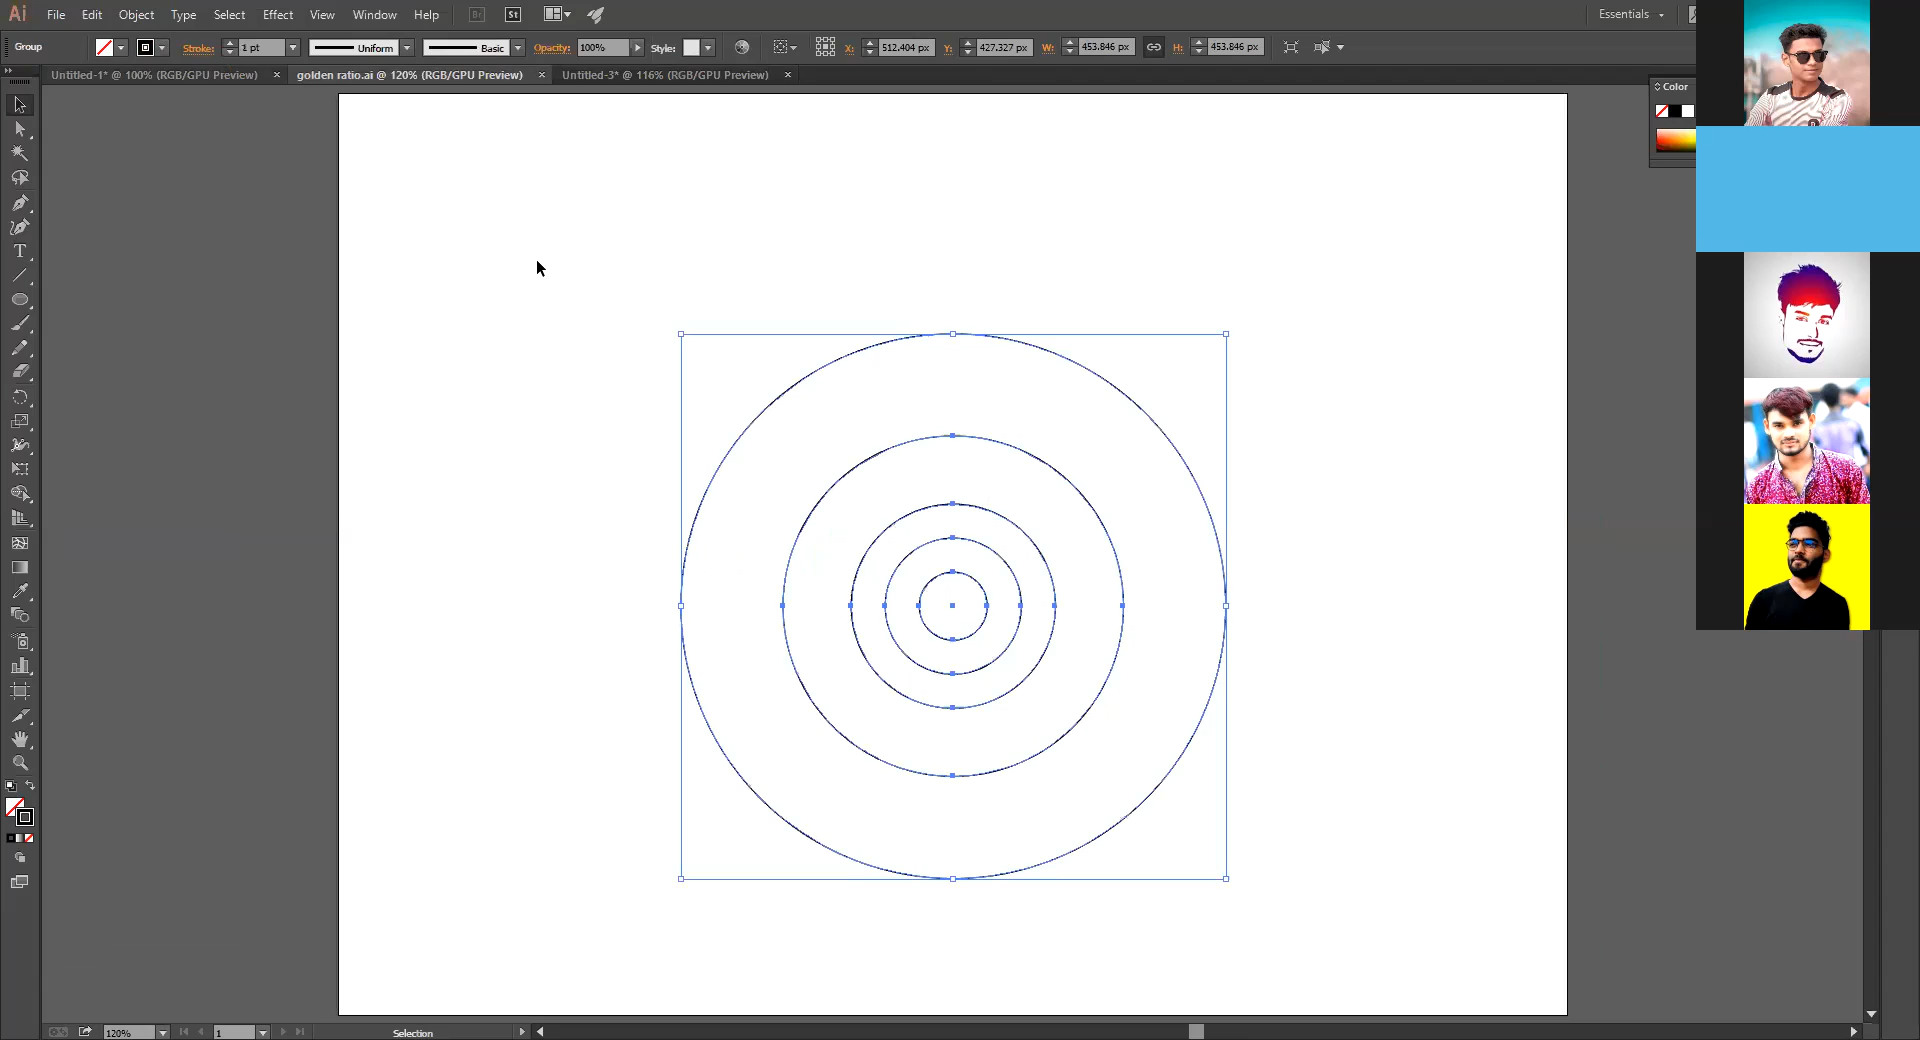 Ai File Edit Object Type Select Effect View Window Help Br St Essentials
Group Stroke: 1 pt Uniform Basic Opacity: 100% Style: X: 512.404 px Y: 427.327 px W: 453.846 px H: 453.846 px
Untitled-1* @ 100% (RGB/GPU Preview) × golden ratio.ai @ 120% (RGB/GPU Preview) × Untitled-3* @ 116% (RGB/GPU Preview) ×
Color
T
120% 1 Selection